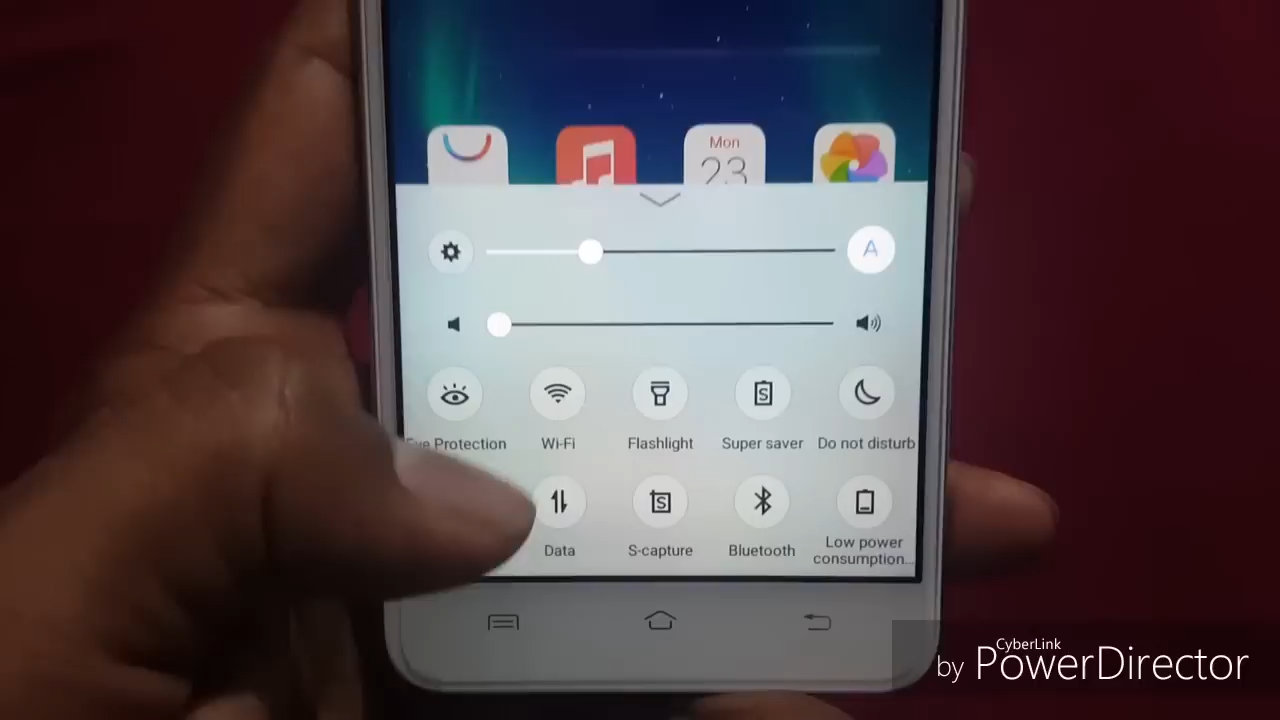 Mon
23
A
Eye Protection
Wi-Fi
Flashlight
Super saver
Do not disturb
Data
S-capture
Bluetooth
Low power
consumption...
CyberLink
by PowerDirector